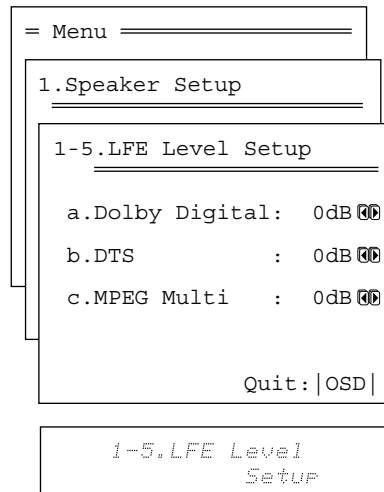 = Menu
1.Speaker Setup
1-5.LFE Level Setup
a.Dolby Digital: 0dB
b.DTS : 0dB
c.MPEG Multi : 0dB
Quit:|OSD|
1-5.LFE Level
Setup